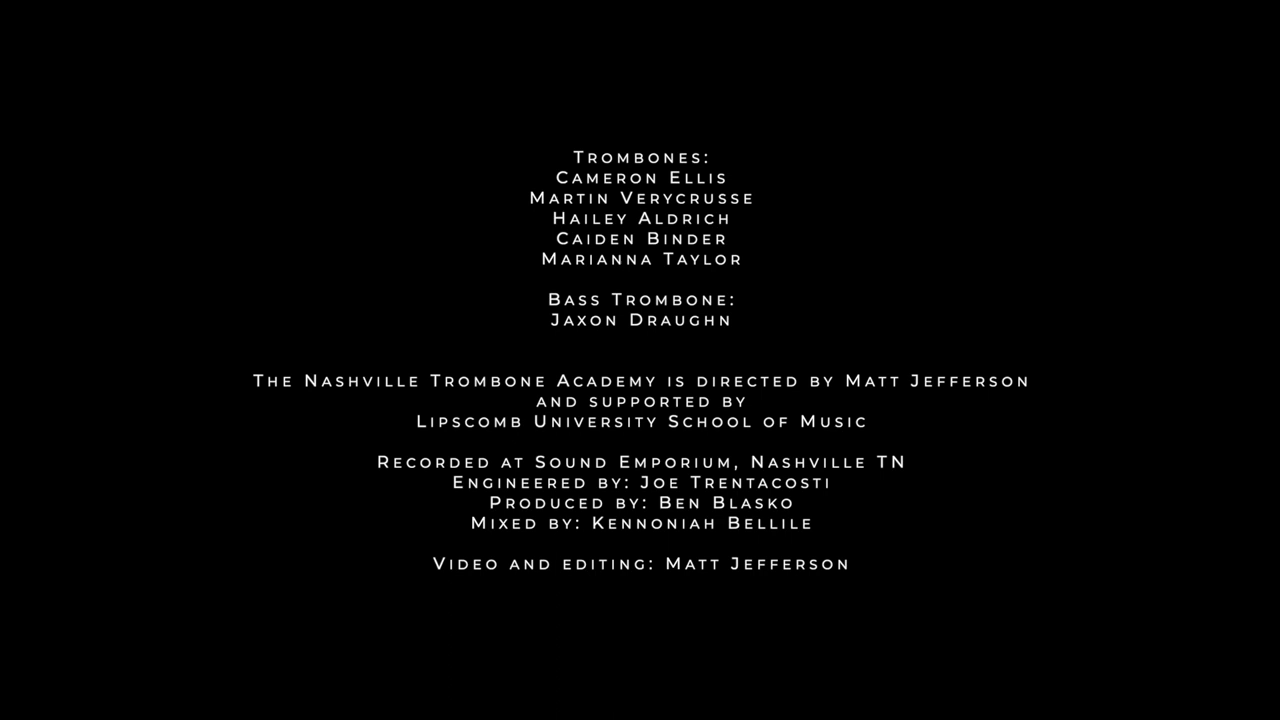 Trombones:
Cameron Ellis
Martin Verycrusse
Hailey Aldrich
Caiden Binder
Marianna Taylor
Bass Trombone:
Jaxon Draughn
The Nashville Trombone Academy is directed by Matt Jefferson
and supported by
Lipscomb University School of Music
Recorded at Sound Emporium, Nashville TN
Engineered by: Joe Trentacosti
Produced by: Ben Blasko
Mixed by: Kennoniah Bellile
Video and editing: Matt Jefferson